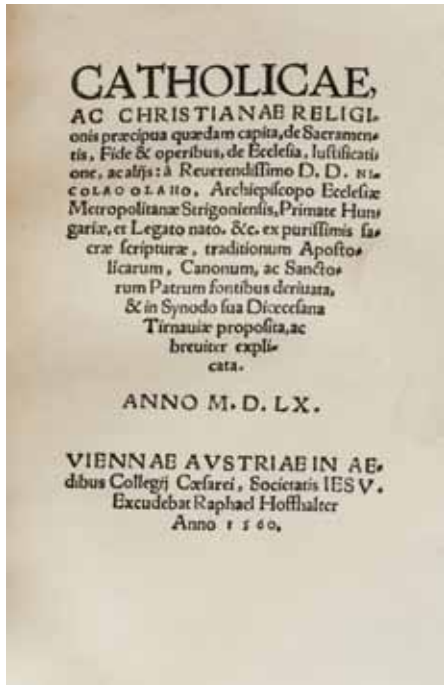 CATHOLICAE,
AC CHRISTIANAE RELIGI-
onis præcipua quædam capita, de Sacramen-
tis, Fide & operibus, de Ecclesia, Iustificati-
one, ac alijs: à Reuerendissimo D. D. NI-
COLAO OLAHO, Archiepiscopo Ecclesiæ
Metropolitanæ Strigoniensis, Primate Hun-
gariæ, et Legato nato. &c. ex purissimis sa-
cræ scripturæ, traditionum Aposto-
licarum, Canonum, ac Sancto-
rum Patrum fontibus deriuata,
& in Synodo sua Diœcesana
Tirnauiæ proposita, ac
breuiter expli-
cata.
ANNO M. D. LX.
VIENNAE AVSTRIAE IN AE-
dibus Collegij Cæsarei, Societatis IESV.
Excudebat Raphael Hoffhalter
Anno 1560.